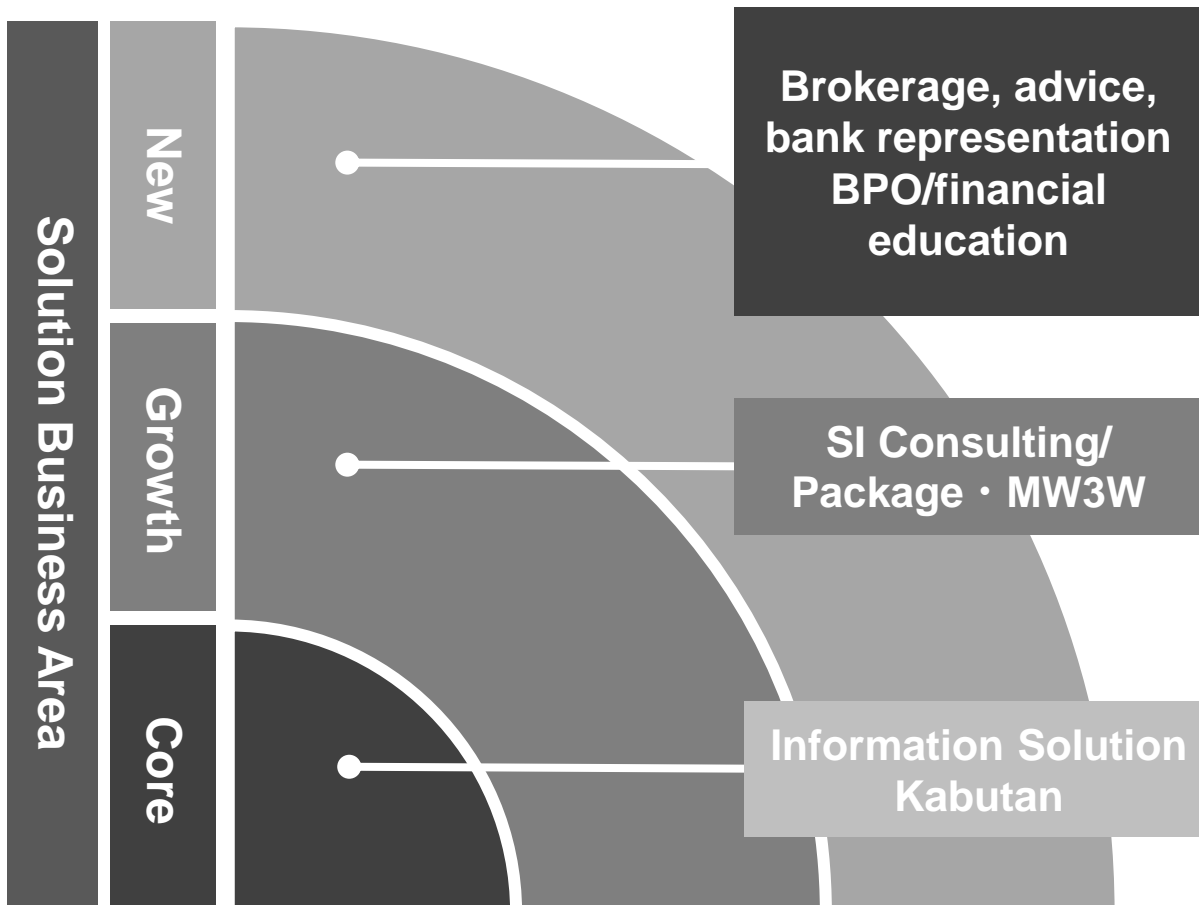 Solution Business Area
New
Brokerage, advice,
bank representation
BPO/financial
education
Growth
SI Consulting/
Package・MW3W
Core
Information Solution
Kabutan